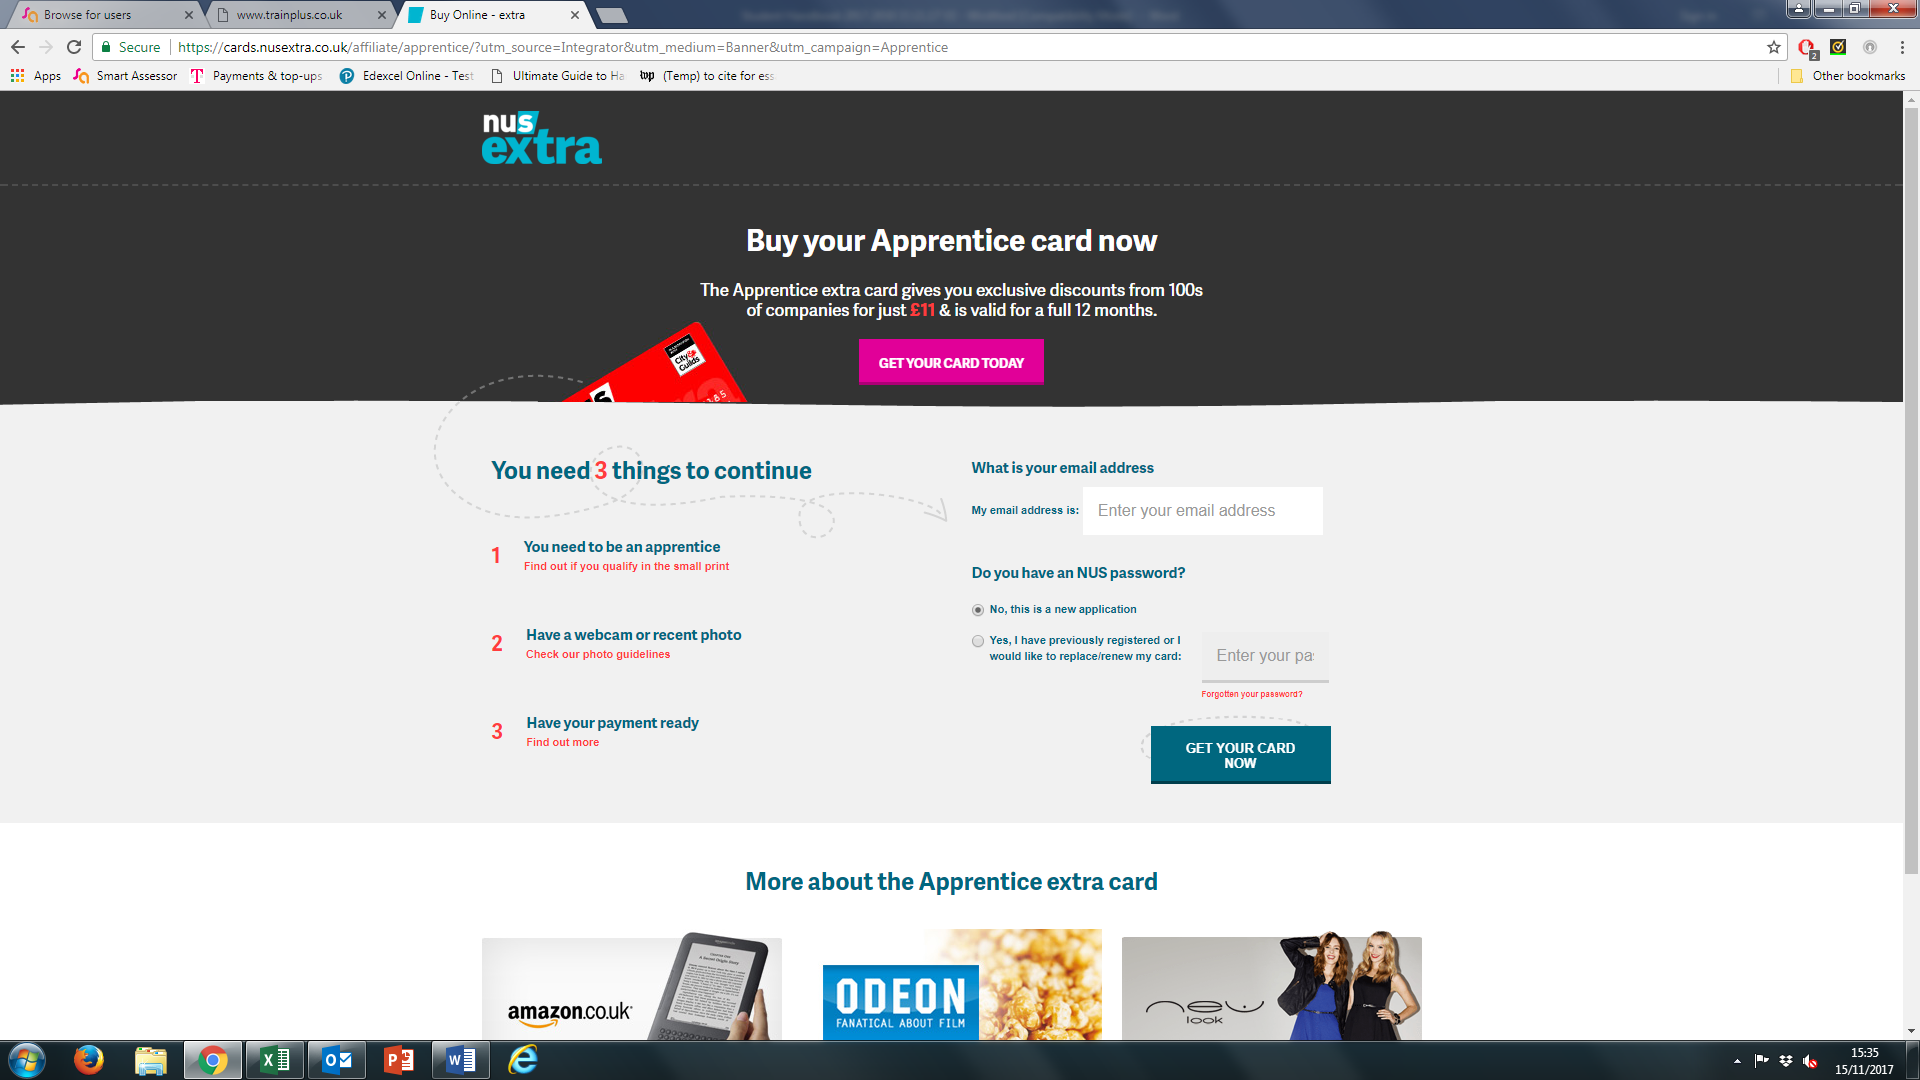 Browse for users
www.trainplus.co.uk
Buy Online - extra
Secure
https://cards.nusextra.co.uk/affiliate/apprentice/?utm_source=Integrator&utm_medium=Banner&utm_campaign=Apprentice
2
Apps
Smart Assessor
Payments & top-ups
Edexcel Online - Test
Ultimate Guide to Ha
(Temp) to cite for ess
Other bookmarks
nus
extra
Buy your Apprentice card now
The Apprentice extra card gives you exclusive discounts from 100s
of companies for just £11 & is valid for a full 12 months.
GET YOUR CARD TODAY
City &
Guilds
You need 3 things to continue
1
You need to be an apprentice
Find out if you qualify in the small print
2
Have a webcam or recent photo
Check our photo guidelines
3
Have your payment ready
Find out more
What is your email address
My email address is:
Enter your email address
Do you have an NUS password?
No, this is a new application
Yes, I have previously registered or I
would like to replace/renew my card:
Enter your pa
Forgotten your password?
GET YOUR CARD
NOW
More about the Apprentice extra card
amazon.co.uk
ODEON
FANATICAL ABOUT FILM
new
look
15:35
15/11/2017